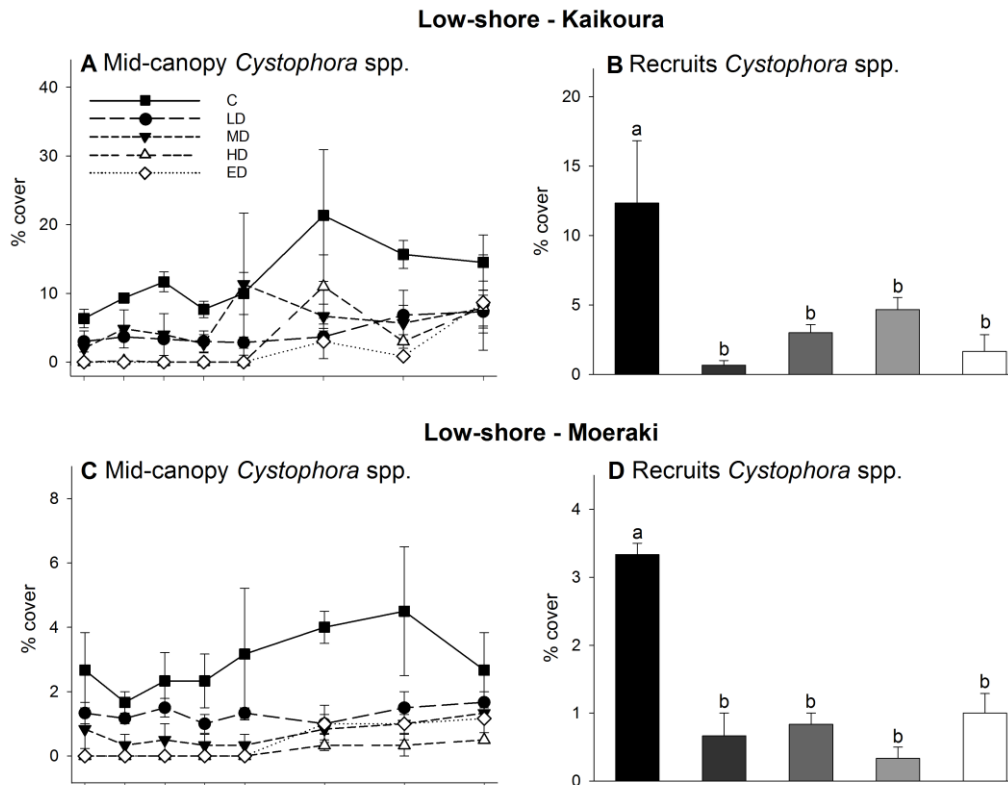 Low-shore - Kaikoura
A Mid-canopy Cystophora spp.
40
30
20
10
0
% cover
C
LD
MD
HD
ED
B Recruits Cystophora spp.
20
15
10
5
0
% cover
a
b
b
b
b
Low-shore - Moeraki
C Mid-canopy Cystophora spp.
8
6
4
2
0
% cover
D Recruits Cystophora spp.
4
3
2
1
0
% cover
a
b
b
b
b